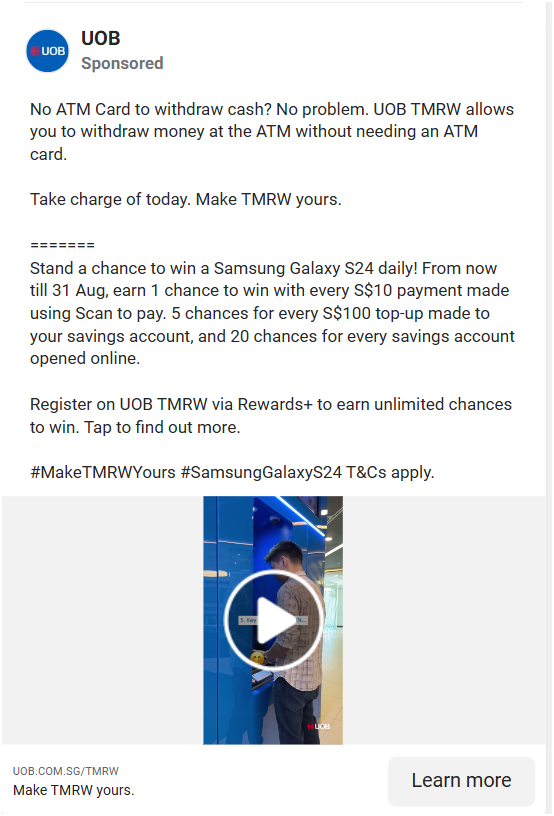 UOB
UOB
Sponsored
No ATM Card to withdraw cash? No problem. UOB TMRW allows
you to withdraw money at the ATM without needing an ATM
card.
Take charge of today. Make TMRW yours.
=======
Stand a chance to win a Samsung Galaxy S24 daily! From now
till 31 Aug, earn 1 chance to win with every S$10 payment made
using Scan to pay. 5 chances for every S$100 top-up made to
your savings account, and 20 chances for every savings account
opened online.
Register on UOB TMRW via Rewards+ to earn unlimited chances
to win. Tap to find out more.
#MakeTMRWYours #SamsungGalaxyS24 T&Cs apply.
5. Key
UOB
UOB.COM.SG/TMRW
Make TMRW yours.
Learn more